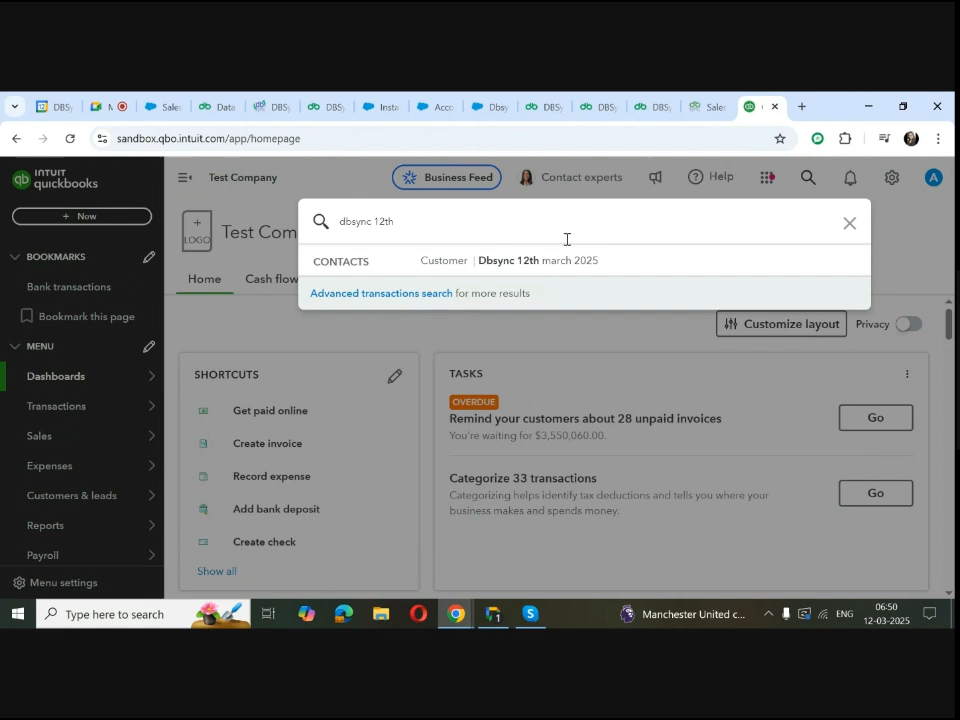 DBSy
M
Sale
Data
DBSy
DBSy
Insta
Acco
Dbsy
DBSy
DBSy
DBSy
Sale
sandbox.qbo.intuit.com/app/homepage
INTUIT
quickbooks
Test Company
Business Feed
Contact experts
Help
A
+ New
+
LOGO
Test Com
dbsync 12th
CONTACTS
Customer | Dbsync 12th march 2025
Advanced transactions search for more results
BOOKMARKS
Bank transactions
Bookmark this page
MENU
Dashboards
Transactions
Sales
Expenses
Customers & leads
Reports
Payroll
Menu settings
Home
Cash flow
Customize layout
Privacy
SHORTCUTS
Get paid online
Create invoice
Record expense
Add bank deposit
Create check
Show all
TASKS
OVERDUE
Remind your customers about 28 unpaid invoices
You're waiting for $3,550,060.00.
Go
Categorize 33 transactions
Categorizing helps identify tax deductions and tells you where your
business makes and spends money.
Go
Type here to search
Manchester United c...
ENG
06:50
12-03-2025